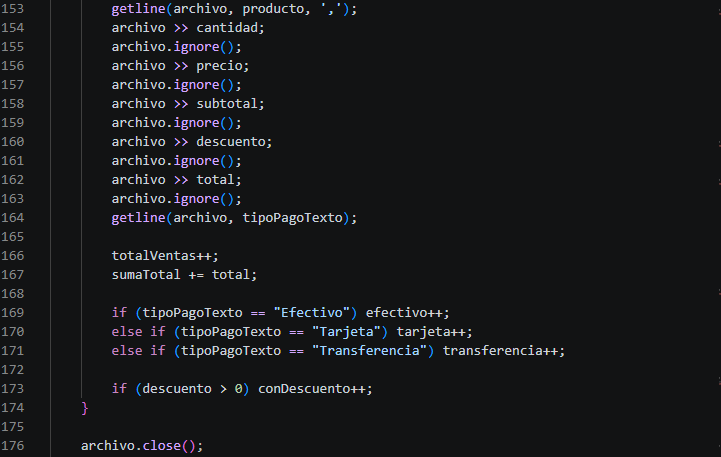 153 getline(archivo, producto, ',');
154 archivo >> cantidad;
155 archivo.ignore();
156 archivo >> precio;
157 archivo.ignore();
158 archivo >> subtotal;
159 archivo.ignore();
160 archivo >> descuento;
161 archivo.ignore();
162 archivo >> total;
163 archivo.ignore();
164 getline(archivo, tipoPagoTexto);
165
166 totalVentas++;
167 sumaTotal += total;
168
169 if (tipoPagoTexto == "Efectivo") efectivo++;
170 else if (tipoPagoTexto == "Tarjeta") tarjeta++;
171 else if (tipoPagoTexto == "Transferencia") transferencia++;
172
173 if (descuento > 0) conDescuento++;
174 }
175
176 archivo.close();